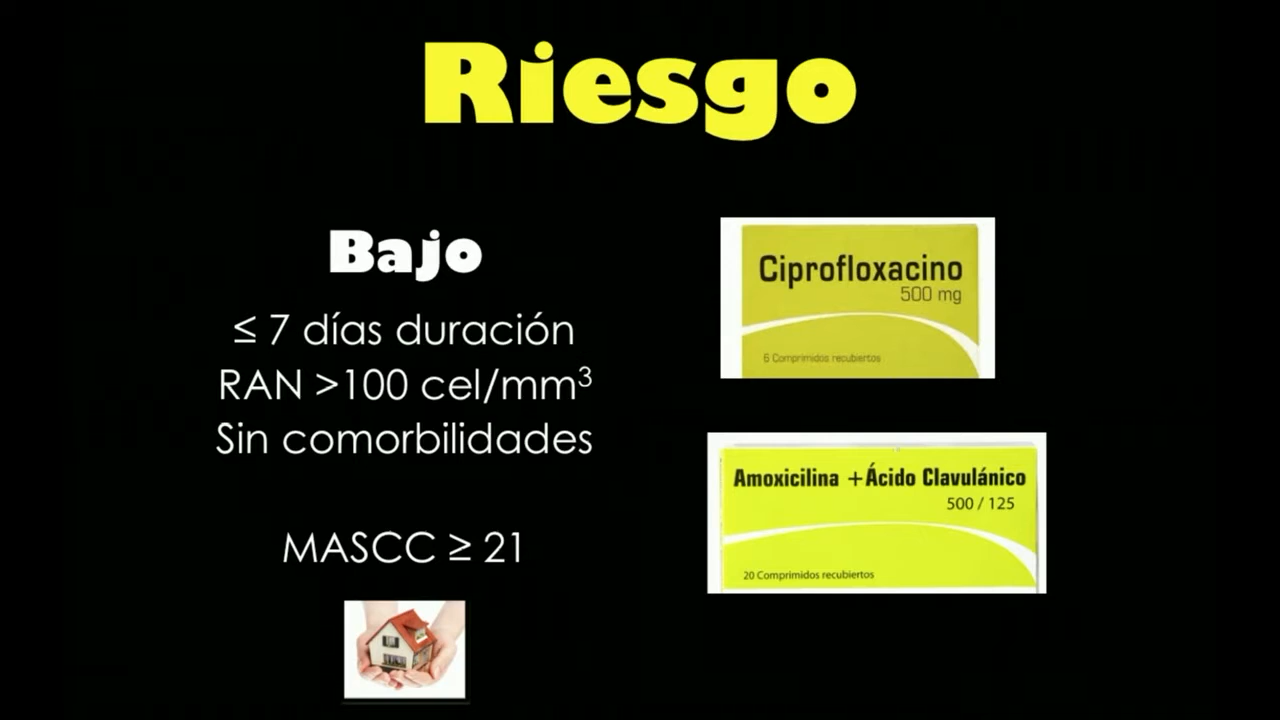 Riesgo
Bajo
≤ 7 días duración
RAN >100 cel/mm³
Sin comorbilidades
MASCC ≥ 21
Ciprofloxacino
500 mg
6 Comprimidos recubiertos
Amoxicilina +Ácido Clavulánico
500 / 125
20 Comprimidos recubiertos